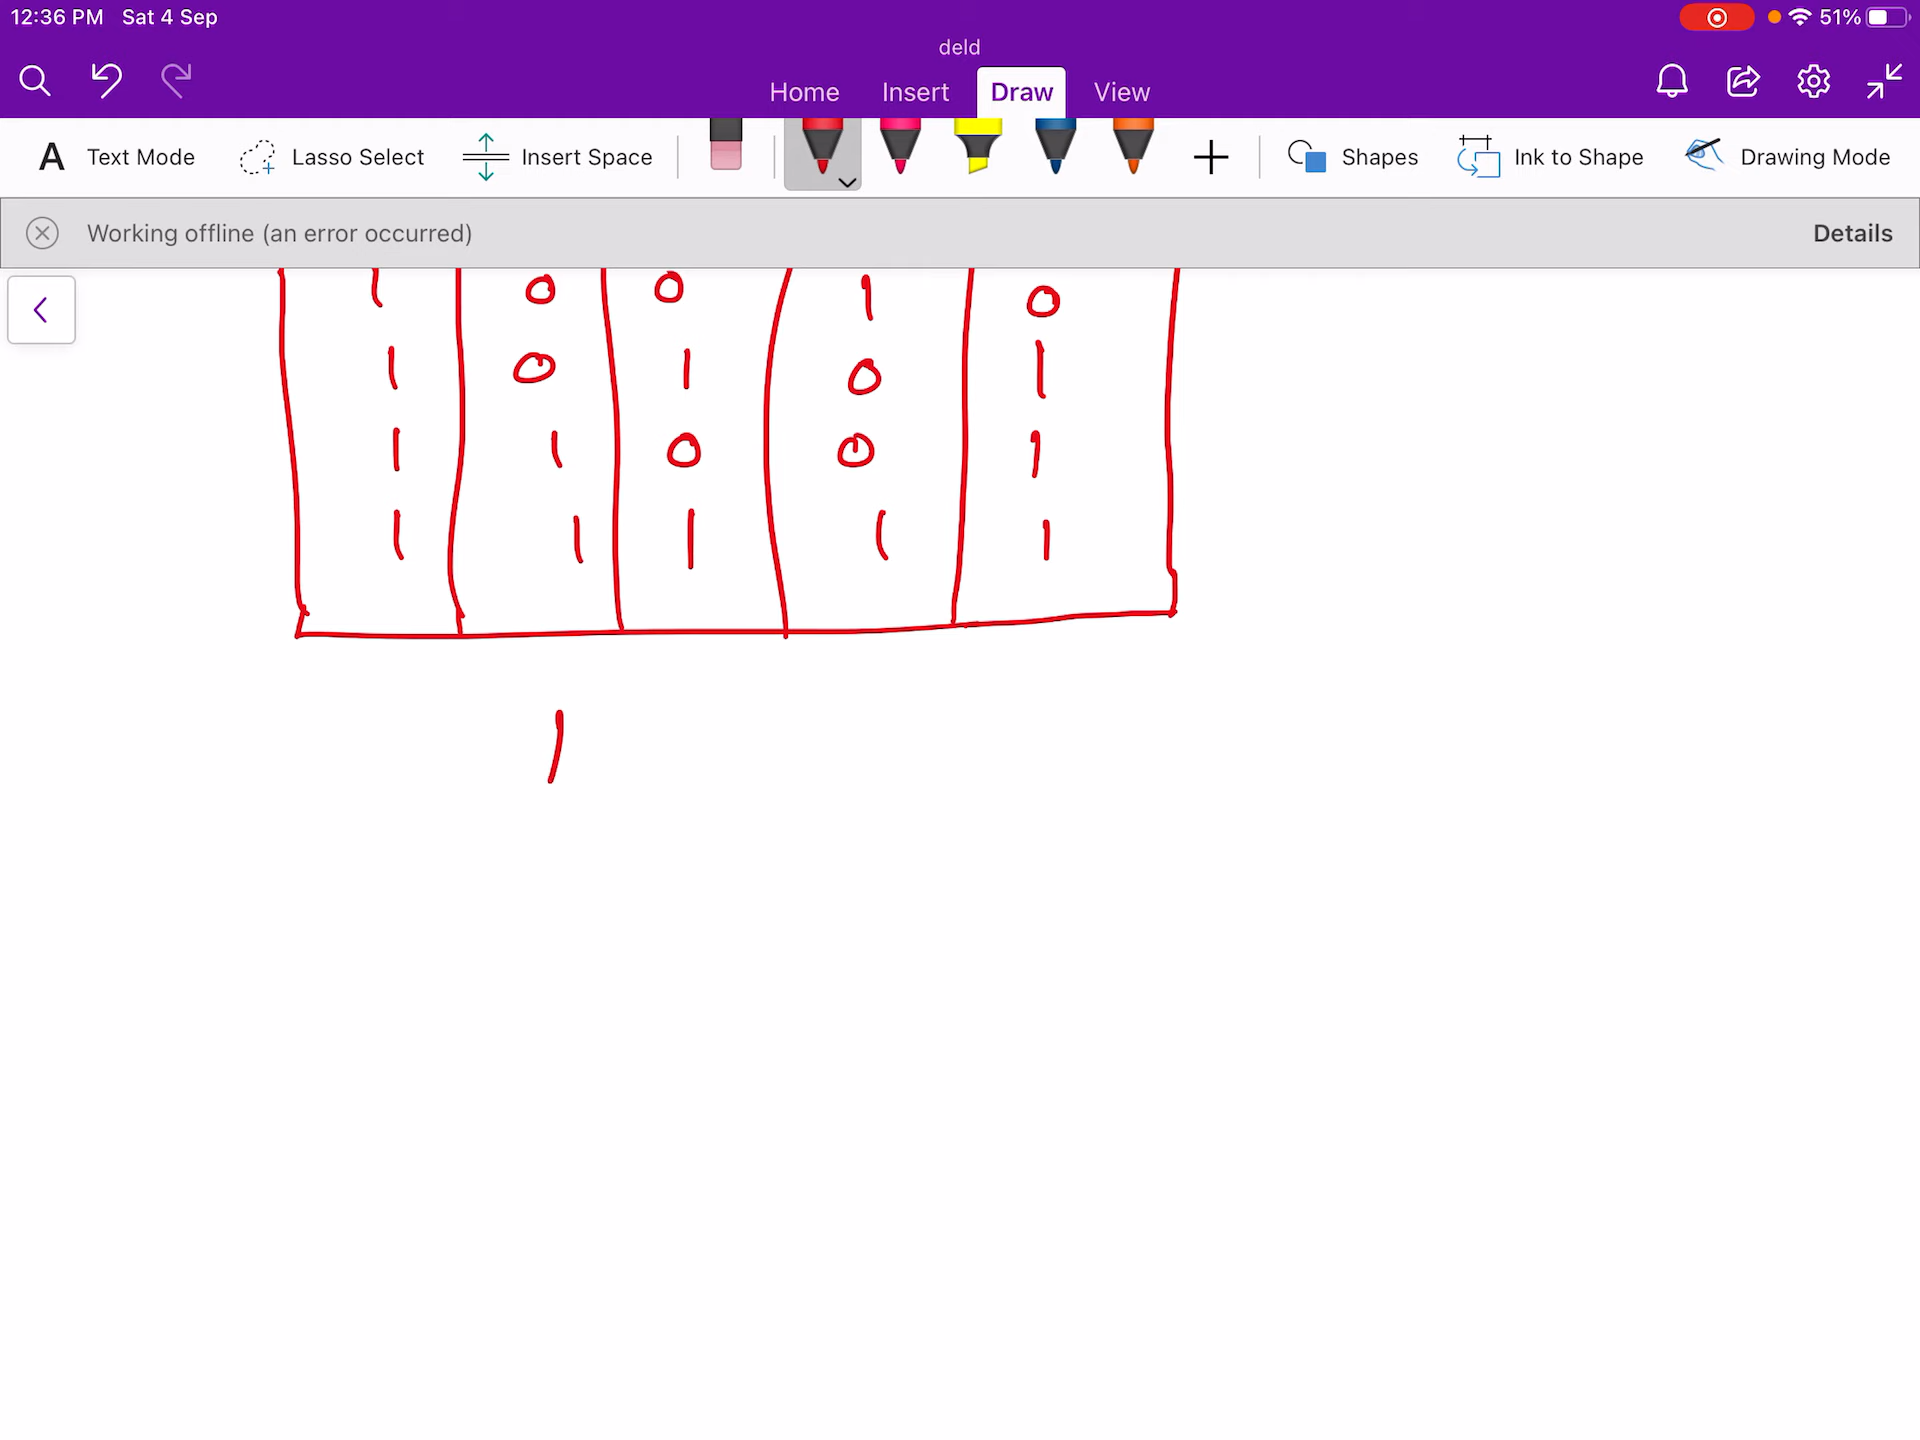 12:36 PM Sat 4 Sep
51%
deld
Home Insert Draw View
A Text Mode Lasso Select Insert Space Shapes Ink to Shape Drawing Mode
Working offline (an error occurred) Details
1 0 0 1 0
1 0 1 0 1
1 1 0 0 1
1 1 1 1 1